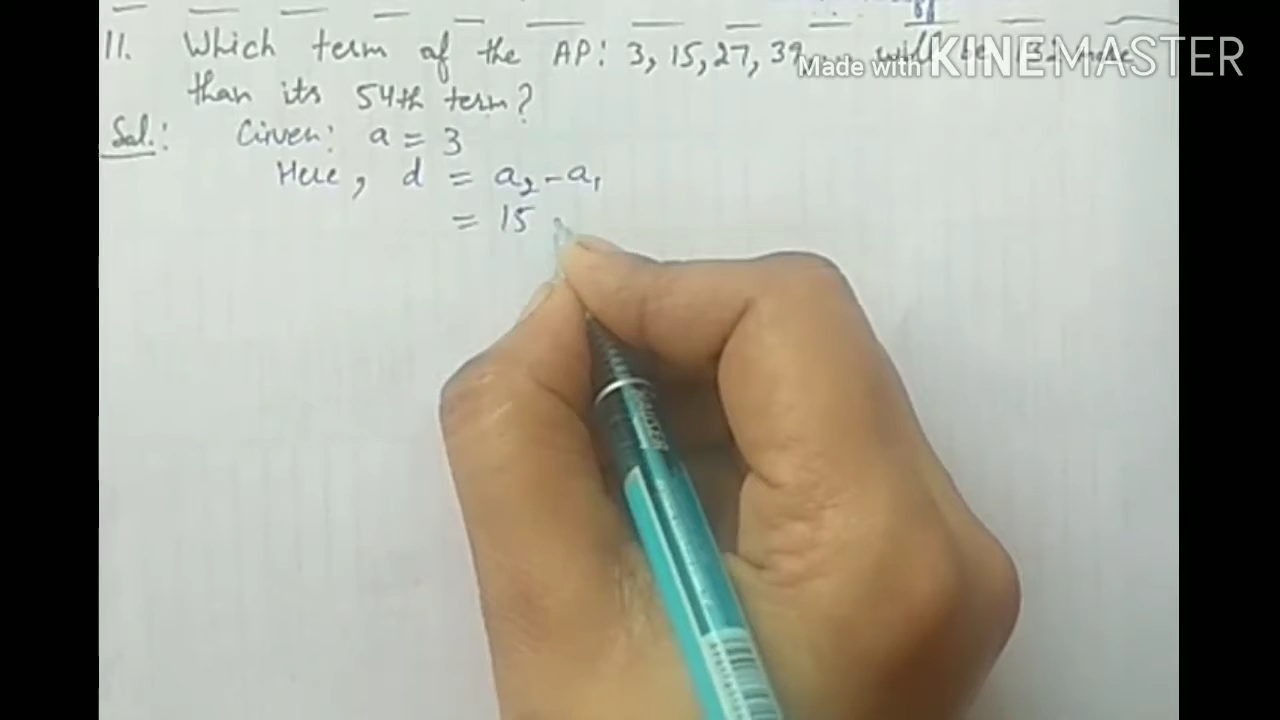 11. Which term of the AP: 3, 15, 27, 39
Made with KINEMASTER
than its 54th term?
Sol.: Given: a = 3
Here, d = a₂ - a₁
= 15